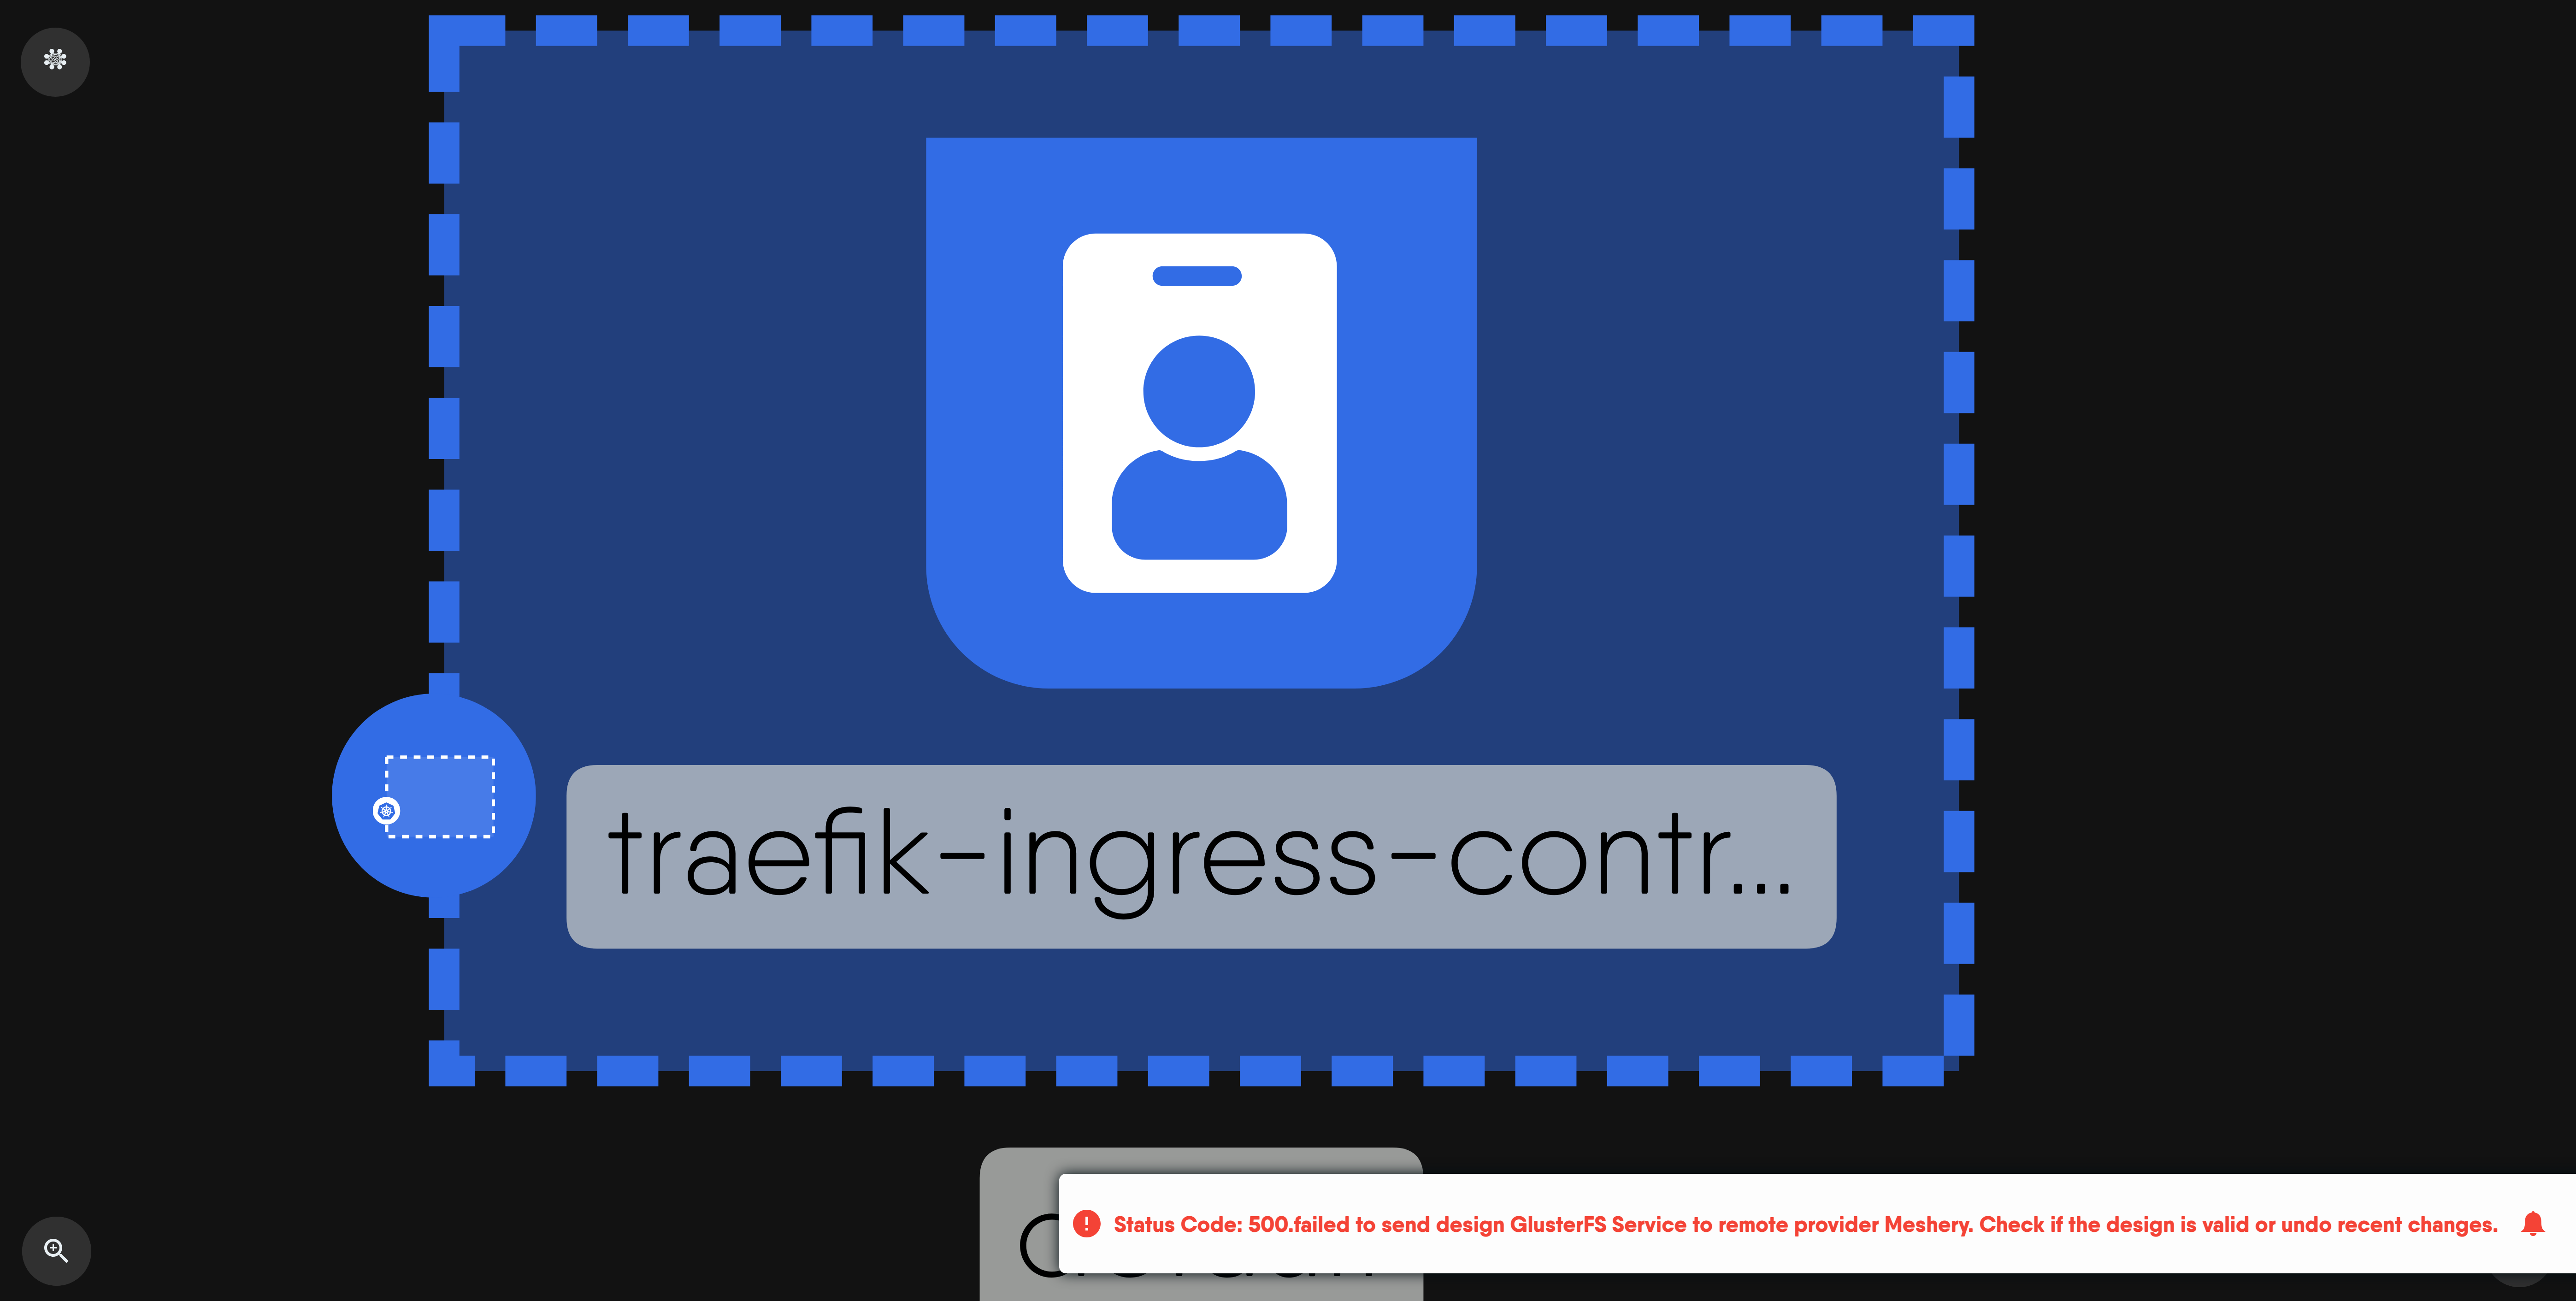 traefik-ingress-contr...
Status Code: 500.failed to send design GlusterFS Service to remote provider Meshery. Check if the design is valid or undo recent changes.